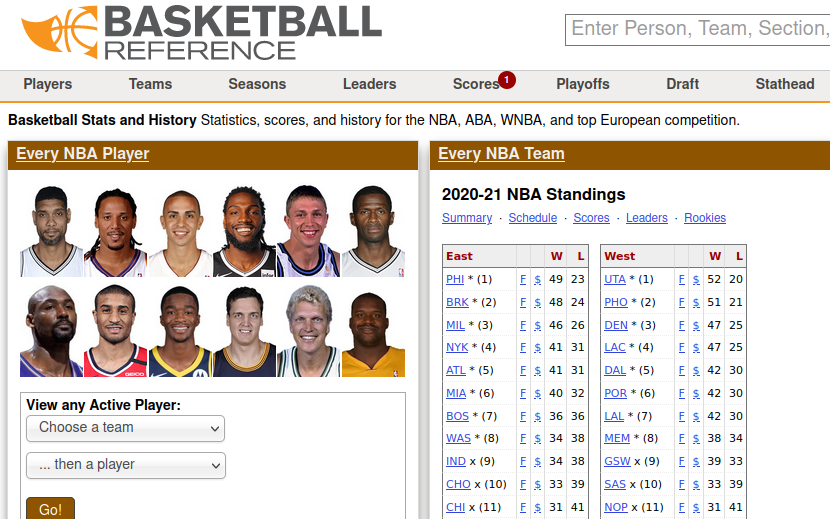 BASKETBALL
REFERENCE
Enter Person, Team, Section,
Players Teams Seasons Leaders Scores 1 Playoffs Draft Stathead
Basketball Stats and History Statistics, scores, and history for the NBA, ABA, WNBA, and top European competition.
Every NBA Player
View any Active Player:
Choose a team
... then a player
Go!
Every NBA Team
2020-21 NBA Standings
Summary · Schedule · Scores · Leaders · Rookies
East W L
PHI * (1) F $ 49 23
BRK * (2) F $ 48 24
MIL * (3) F $ 46 26
NYK * (4) F $ 41 31
ATL * (5) F $ 41 31
MIA * (6) F $ 40 32
BOS * (7) F $ 36 36
WAS * (8) F $ 34 38
IND x (9) F $ 34 38
CHO x (10) F $ 33 39
CHI x (11) F $ 31 41
West W L
UTA * (1) F $ 52 20
PHO * (2) F $ 51 21
DEN * (3) F $ 47 25
LAC * (4) F $ 47 25
DAL * (5) F $ 42 30
POR * (6) F $ 42 30
LAL * (7) F $ 42 30
MEM * (8) F $ 38 34
GSW x (9) F $ 39 33
SAS x (10) F $ 33 39
NOP x (11) F $ 31 41